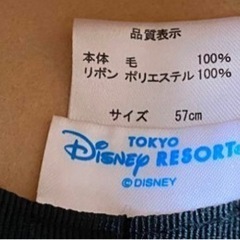 品質表示
本体 毛 100%
リボン ポリエステル 100%
サイズ 57cm
TOKYO
Disney RESORT®
© DISNEY